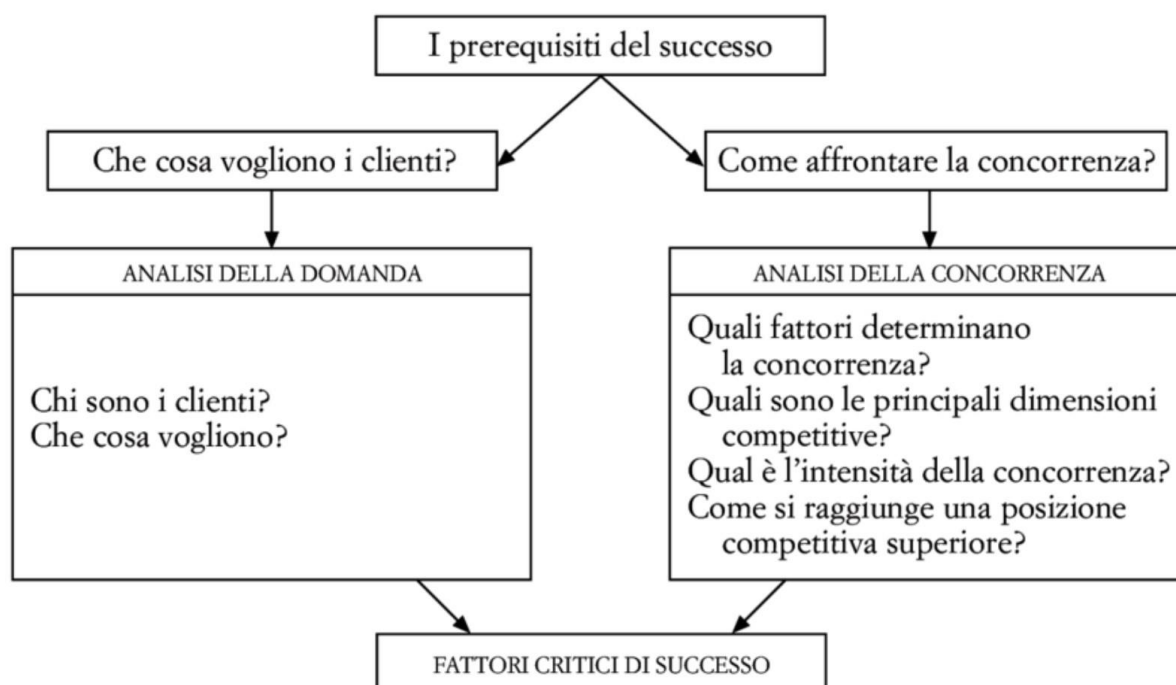 I prerequisiti del successo
Che cosa vogliono i clienti?
Come affrontare la concorrenza?
ANALISI DELLA DOMANDA
Chi sono i clienti?
Che cosa vogliono?
ANALISI DELLA CONCORRENZA
Quali fattori determinano
la concorrenza?
Quali sono le principali dimensioni
competitive?
Qual è l'intensità della concorrenza?
Come si raggiunge una posizione
competitiva superiore?
FATTORI CRITICI DI SUCCESSO